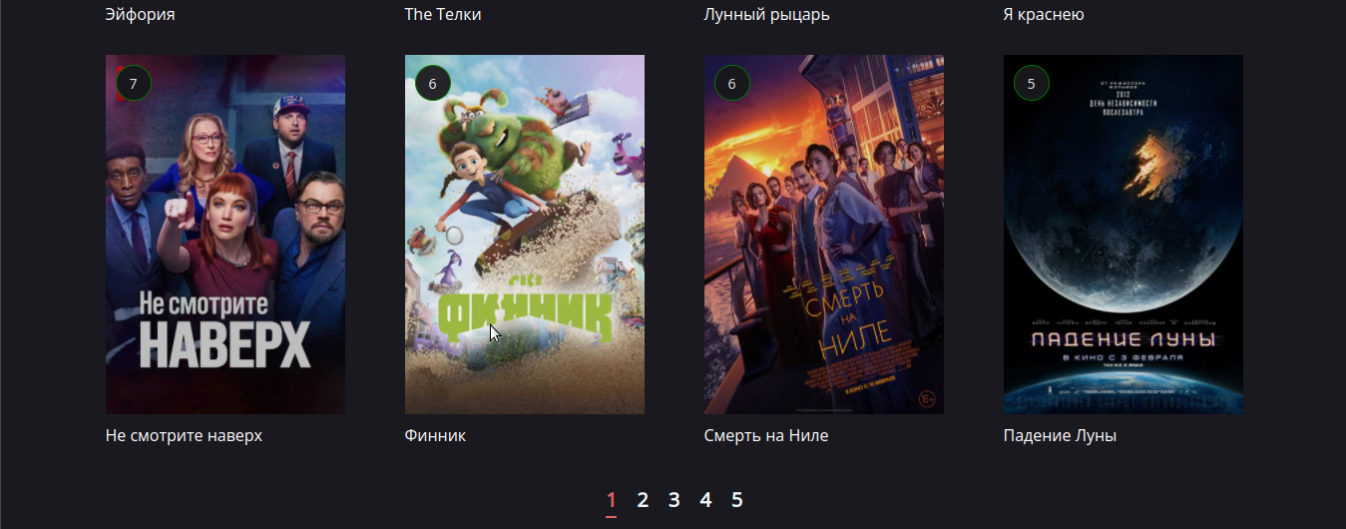 Эйфория
The Телки
Лунный рыцарь
Я краснею
7
6
6
5
Не смотрите
НАВЕРХ
ФИННИК
СМЕРТЬ
НА
НИЛЕ
В КИНО С 10 ФЕВРАЛЯ
16+
ОТ РЕЖИССЕРА
ФИЛЬМОВ
2012
ДЕНЬ НЕЗАВИСИМОСТИ
ПОСЛЕЗАВТРА
ПАДЕНИЕ ЛУНЫ
В КИНО С 3 ФЕВРАЛЯ
ТАКЖЕ В IMAX
Не смотрите наверх
Финник
Смерть на Ниле
Падение Луны
1 2 3 4 5